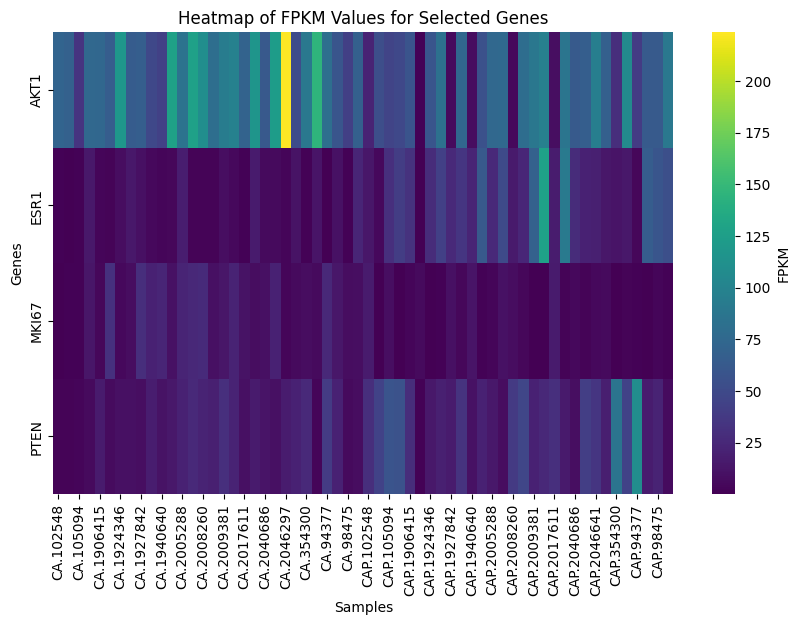 Heatmap of FPKM Values for Selected Genes
AKT1
ESR1
MKI67
PTEN
Genes
CA.102548
CA.105094
CA.1906415
CA.1924346
CA.1927842
CA.1940640
CA.2005288
CA.2008260
CA.2009381
CA.2017611
CA.2040686
CA.2046297
CA.354300
CA.94377
CA.98475
CAP.102548
CAP.105094
CAP.1906415
CAP.1924346
CAP.1927842
CAP.1940640
CAP.2005288
CAP.2008260
CAP.2009381
CAP.2017611
CAP.2040686
CAP.2046641
CAP.354300
CAP.94377
CAP.98475
Samples
200
175
150
125
100
75
50
25
FPKM